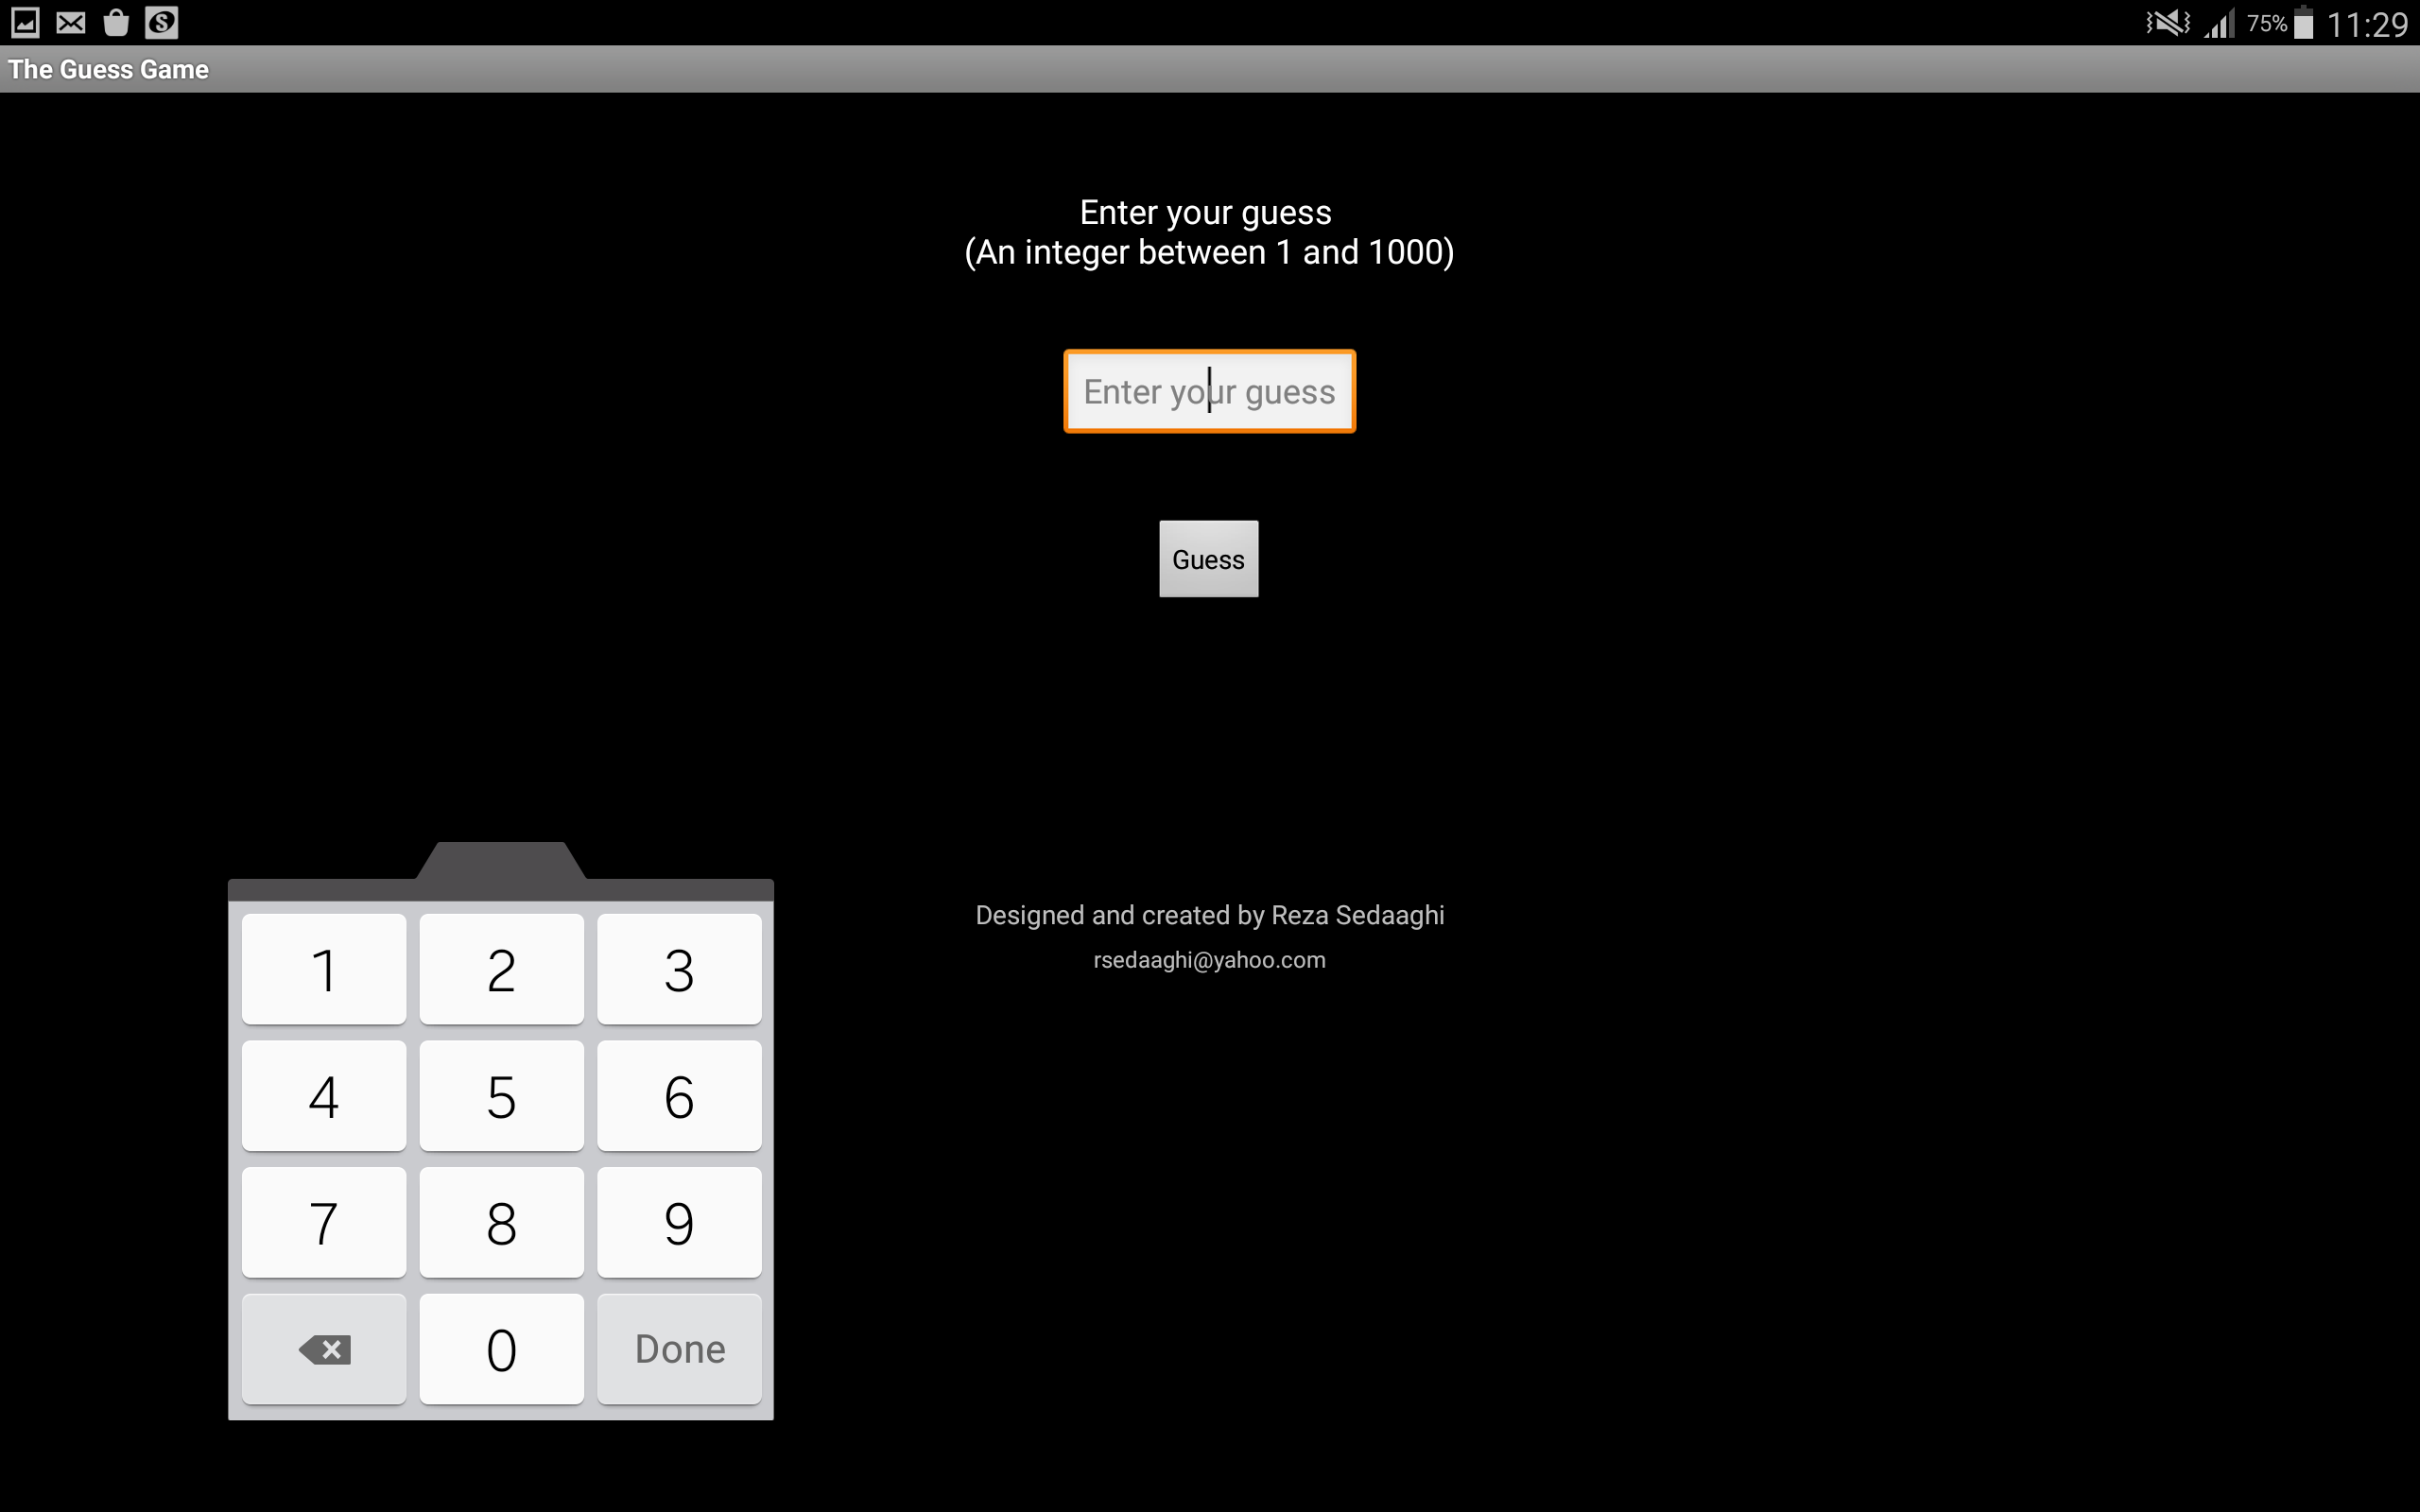 75% 11:29
The Guess Game
Enter your guess
(An integer between 1 and 1000)
Enter your guess
Guess
Designed and created by Reza Sedaaghi
rsedaaghi@yahoo.com
1 2 3
4 5 6
7 8 9
0 Done